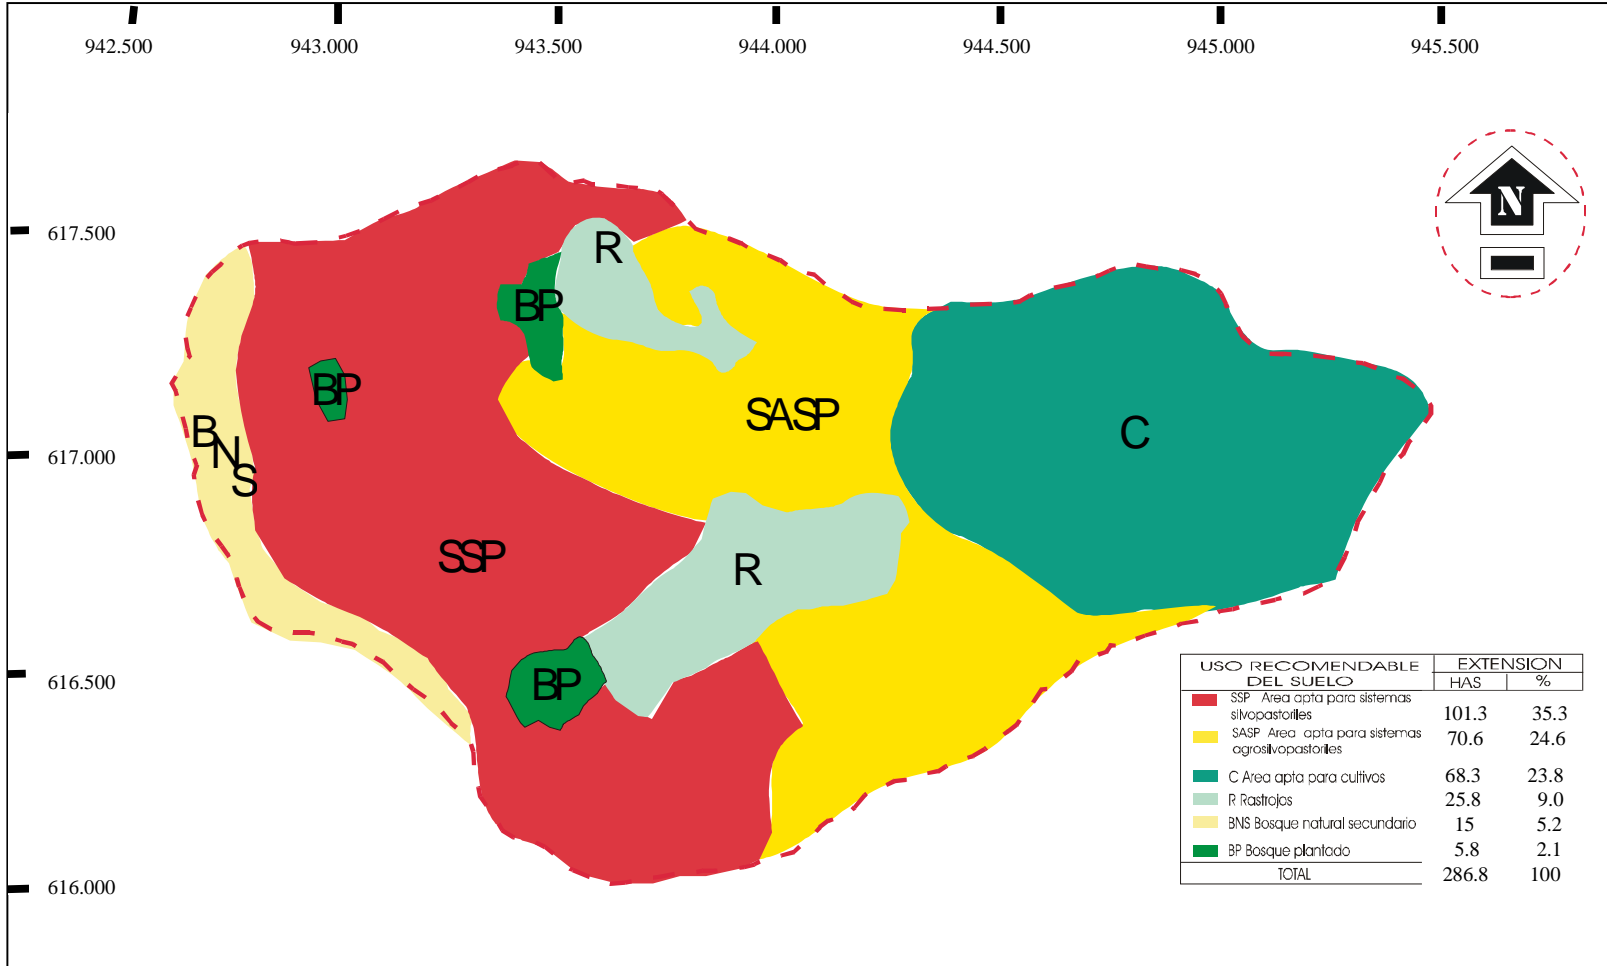 942.500 943.000 943.500 944.000 944.500 945.000 945.500
617.500
617.000
616.500
616.000
N
R
BP
BP
SASP
C
BNS
SSP
R
BP
USO RECOMENDABLE DEL SUELO
EXTENSION
HAS %
SSP Area apta para sistemas
silvopastoriles 101.3 35.3
SASP Area apta para sistemas
agrosilvopastoriles 70.6 24.6
C Area apta para cultivos 68.3 23.8
R Rastrojos 25.8 9.0
BNS Bosque natural secundario 15 5.2
BP Bosque plantado 5.8 2.1
TOTAL 286.8 100